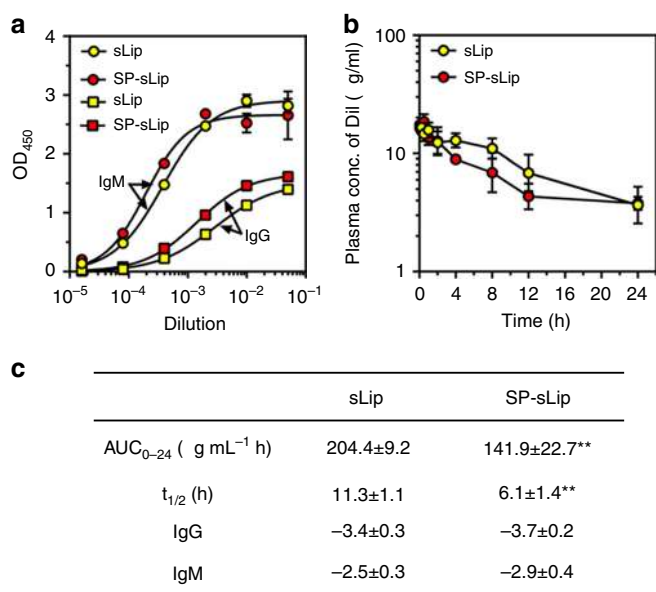 a
4
3
2
1
0
OD450
sLip
SP-sLip
sLip
SP-sLip
IgM
IgG
10⁻⁵ 10⁻⁴ 10⁻³ 10⁻² 10⁻¹
Dilution
b
100
10
1
Plasma conc. of DiI ( g/ml)
sLip
SP-sLip
0 4 8 12 16 20 24
Time (h)
c
sLip SP-sLip
AUC0–24 ( g mL⁻¹ h) 204.4±9.2 141.9±22.7**
t1/2 (h) 11.3±1.1 6.1±1.4**
IgG –3.4±0.3 –3.7±0.2
IgM –2.5±0.3 –2.9±0.4